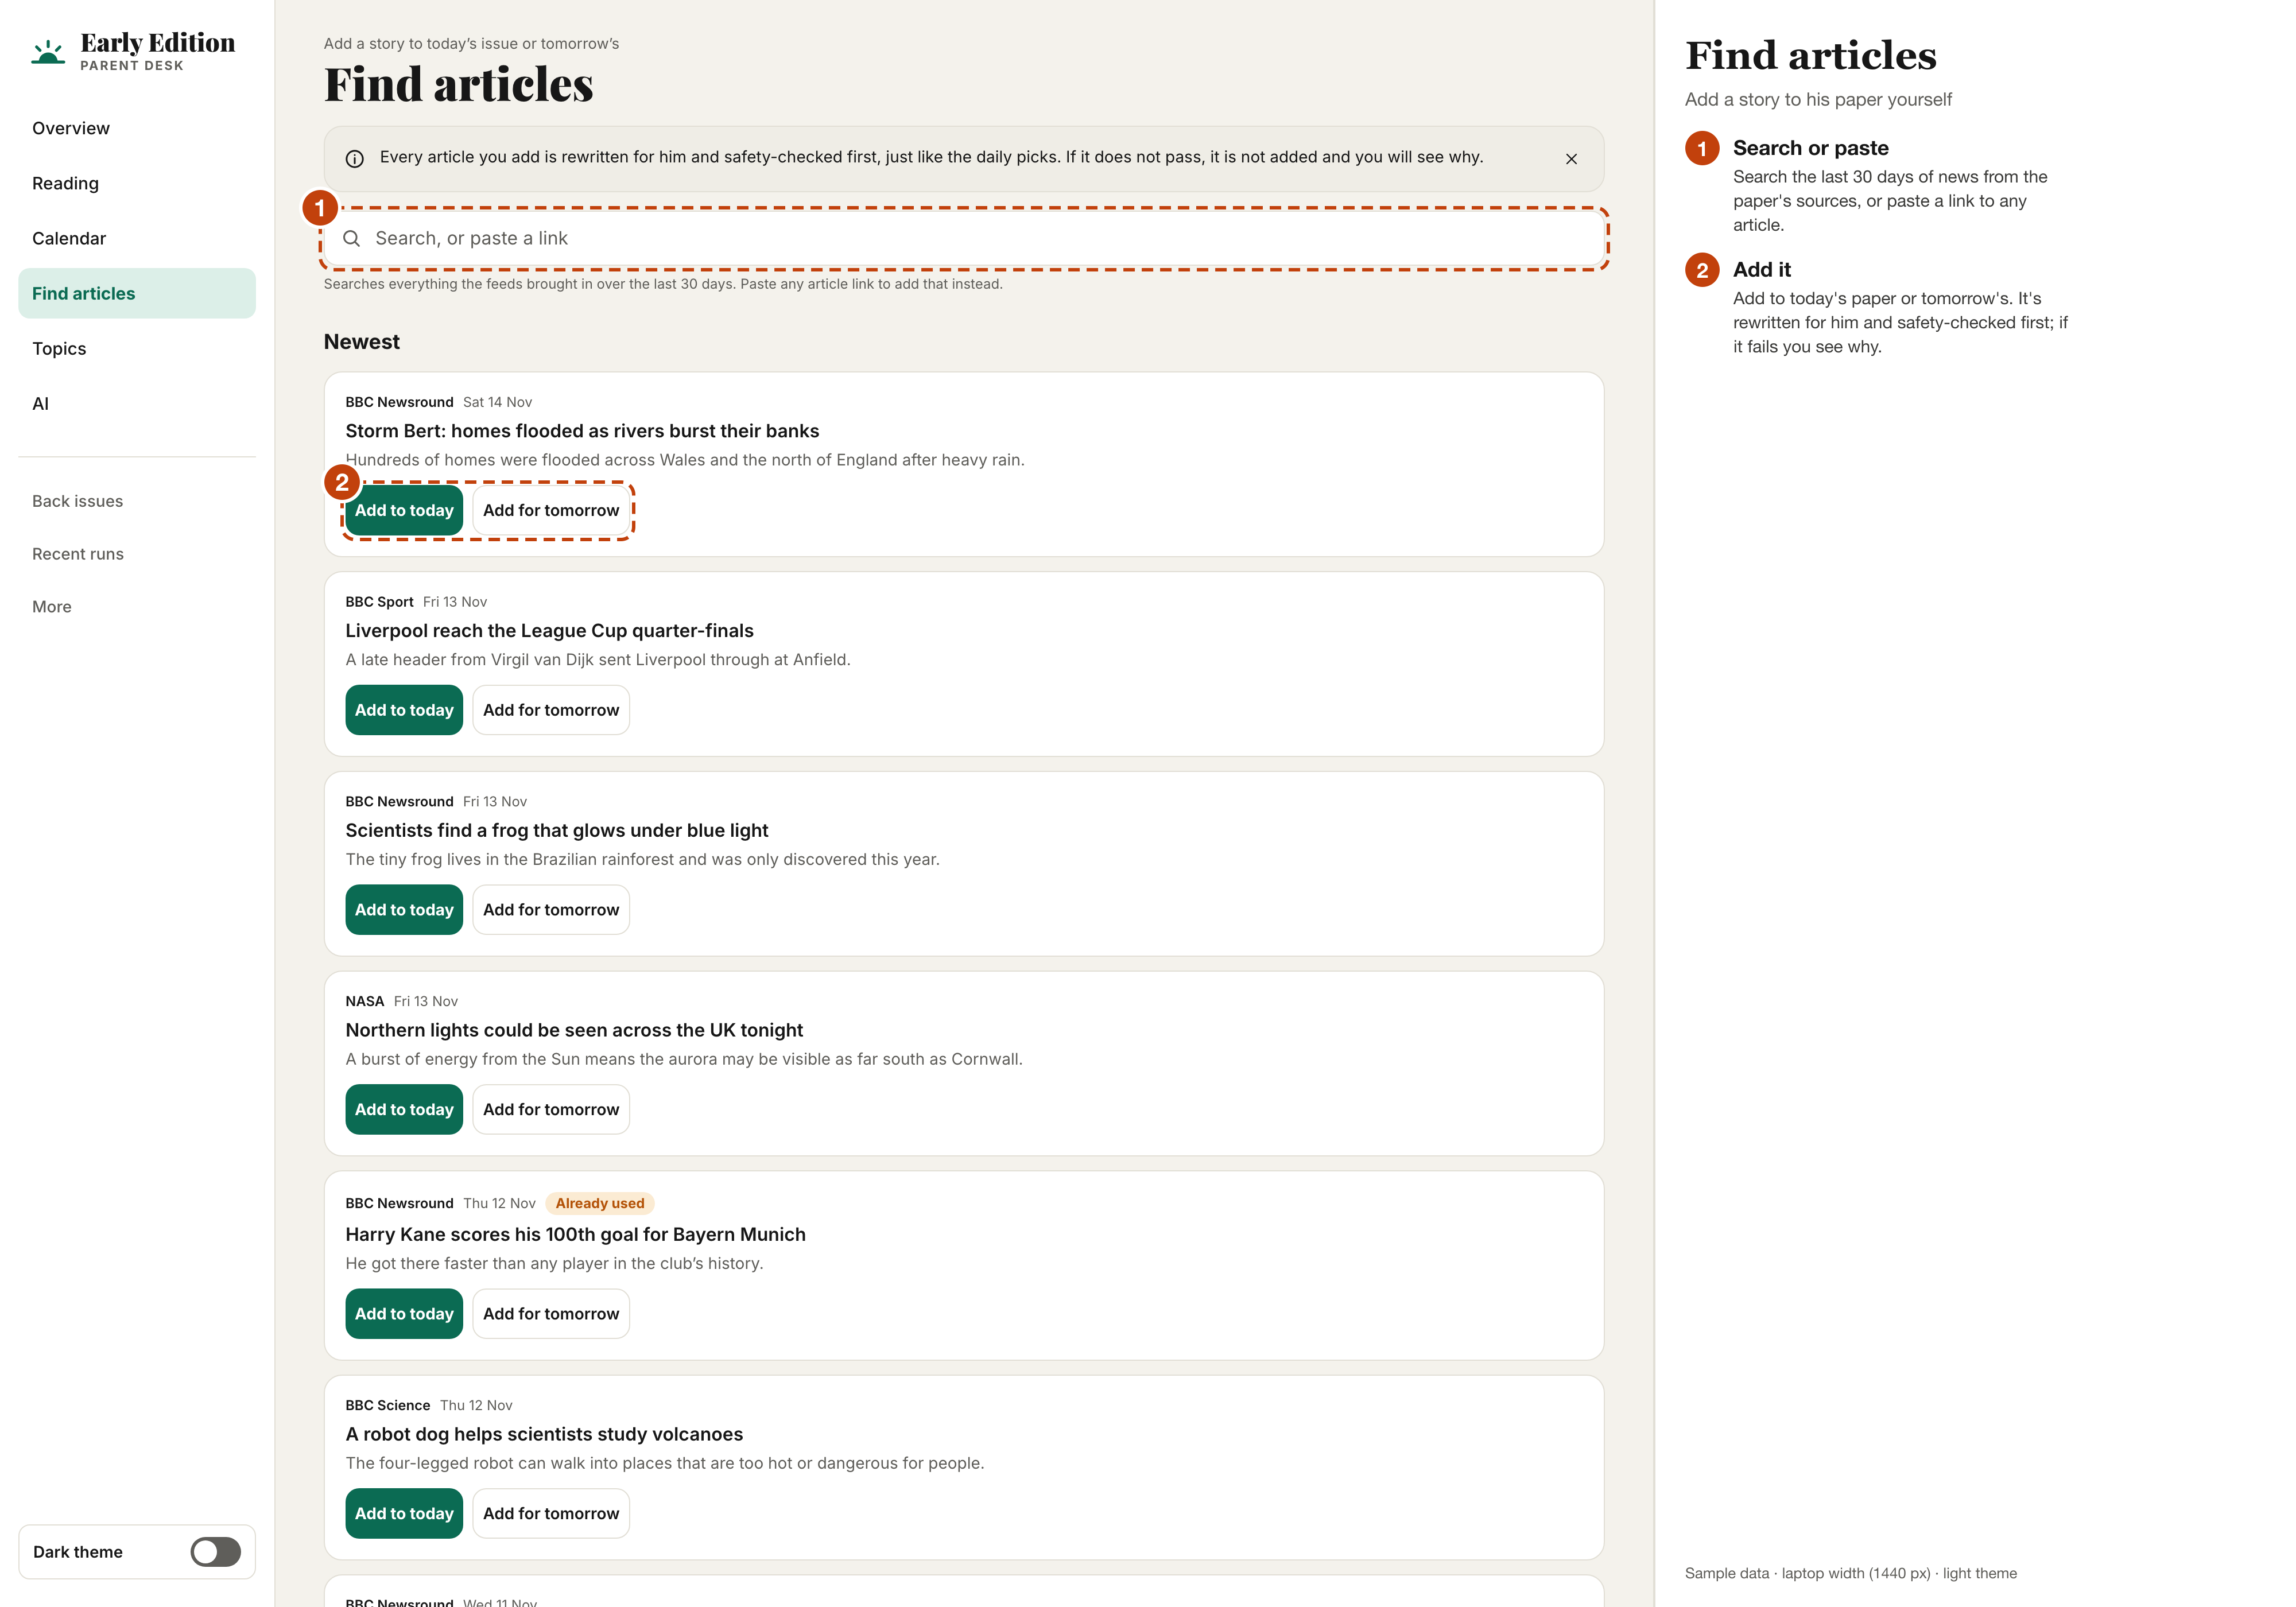 Early Edition
PARENT DESK
Overview
Reading
Calendar
Find articles
Topics
AI
Back issues
Recent runs
More
Dark theme
Add a story to today’s issue or tomorrow’s
Find articles
Every article you add is rewritten for him and safety-checked first, just like the daily picks. If it does not pass, it is not added and you will see why.
1
Search, or paste a link
Searches everything the feeds brought in over the last 30 days. Paste any article link to add that instead.
Newest
BBC Newsround Sat 14 Nov
Storm Bert: homes flooded as rivers burst their banks
Hundreds of homes were flooded across Wales and the north of England after heavy rain.
2
Add to today Add for tomorrow
BBC Sport Fri 13 Nov
Liverpool reach the League Cup quarter-finals
A late header from Virgil van Dijk sent Liverpool through at Anfield.
Add to today Add for tomorrow
BBC Newsround Fri 13 Nov
Scientists find a frog that glows under blue light
The tiny frog lives in the Brazilian rainforest and was only discovered this year.
Add to today Add for tomorrow
NASA Fri 13 Nov
Northern lights could be seen across the UK tonight
A burst of energy from the Sun means the aurora may be visible as far south as Cornwall.
Add to today Add for tomorrow
BBC Newsround Thu 12 Nov Already used
Harry Kane scores his 100th goal for Bayern Munich
He got there faster than any player in the club’s history.
Add to today Add for tomorrow
BBC Science Thu 12 Nov
A robot dog helps scientists study volcanoes
The four-legged robot can walk into places that are too hot or dangerous for people.
Add to today Add for tomorrow
BBC Newsround Wed 11 Nov
Find articles
Add a story to his paper yourself
1 Search or paste
Search the last 30 days of news from the
paper's sources, or paste a link to any
article.
2 Add it
Add to today's paper or tomorrow's. It's
rewritten for him and safety-checked first; if
it fails you see why.
Sample data · laptop width (1440 px) · light theme